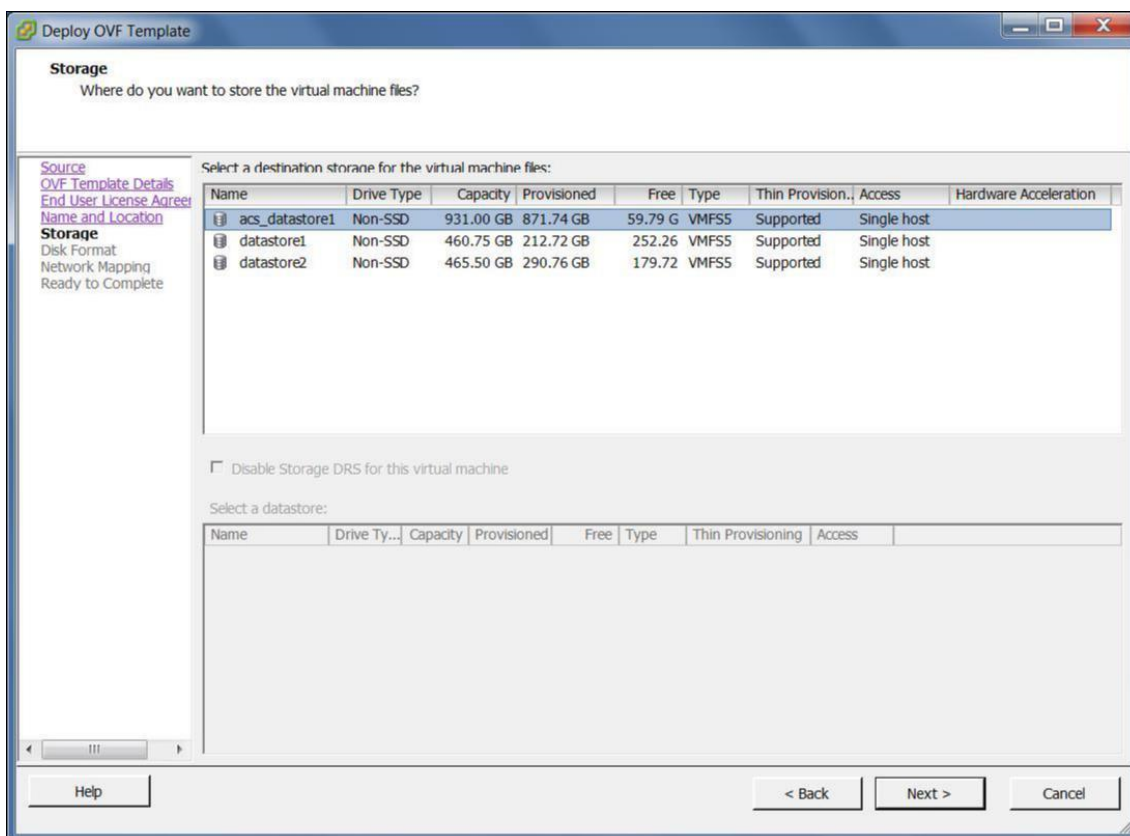 Deploy OVF Template
Storage
Where do you want to store the virtual machine files?
Source
OVF Template Details
End User License Agreer
Name and Location
Storage
Disk Format
Network Mapping
Ready to Complete
Select a destination storage for the virtual machine files:
Name Drive Type Capacity Provisioned Free Type Thin Provision.. Access Hardware Acceleration
acs_datastore1 Non-SSD 931.00 GB 871.74 GB 59.79 G VMFS5 Supported Single host
datastore1 Non-SSD 460.75 GB 212.72 GB 252.26 VMFS5 Supported Single host
datastore2 Non-SSD 465.50 GB 290.76 GB 179.72 VMFS5 Supported Single host
Disable Storage DRS for this virtual machine
Select a datastore:
Name Drive Ty... Capacity Provisioned Free Type Thin Provisioning Access
Help < Back Next > Cancel